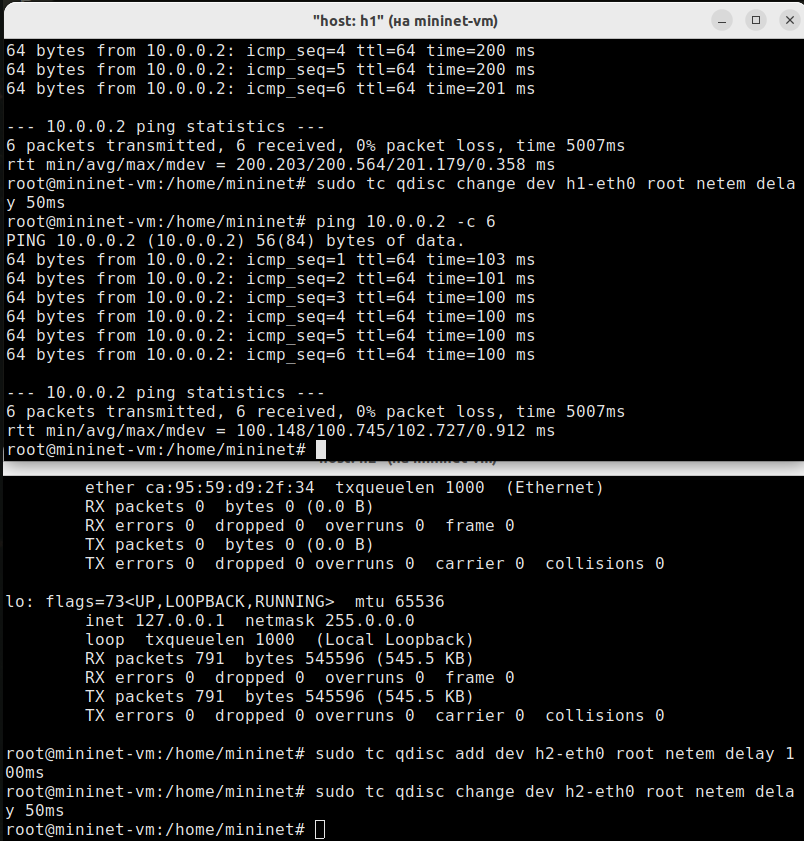 "host: h1" (на mininet-vm)
64 bytes from 10.0.0.2: icmp_seq=4 ttl=64 time=200 ms
64 bytes from 10.0.0.2: icmp_seq=5 ttl=64 time=200 ms
64 bytes from 10.0.0.2: icmp_seq=6 ttl=64 time=201 ms
--- 10.0.0.2 ping statistics ---
6 packets transmitted, 6 received, 0% packet loss, time 5007ms
rtt min/avg/max/mdev = 200.203/200.564/201.179/0.358 ms
root@mininet-vm:/home/mininet# sudo tc qdisc change dev h1-eth0 root netem dela
y 50ms
root@mininet-vm:/home/mininet# ping 10.0.0.2 -c 6
PING 10.0.0.2 (10.0.0.2) 56(84) bytes of data.
64 bytes from 10.0.0.2: icmp_seq=1 ttl=64 time=103 ms
64 bytes from 10.0.0.2: icmp_seq=2 ttl=64 time=101 ms
64 bytes from 10.0.0.2: icmp_seq=3 ttl=64 time=100 ms
64 bytes from 10.0.0.2: icmp_seq=4 ttl=64 time=100 ms
64 bytes from 10.0.0.2: icmp_seq=5 ttl=64 time=100 ms
64 bytes from 10.0.0.2: icmp_seq=6 ttl=64 time=100 ms
--- 10.0.0.2 ping statistics ---
6 packets transmitted, 6 received, 0% packet loss, time 5007ms
rtt min/avg/max/mdev = 100.148/100.745/102.727/0.912 ms
root@mininet-vm:/home/mininet#
ether ca:95:59:d9:2f:34  txqueuelen 1000  (Ethernet)
RX packets 0  bytes 0 (0.0 B)
RX errors 0  dropped 0  overruns 0  frame 0
TX packets 0  bytes 0 (0.0 B)
TX errors 0  dropped 0 overruns 0  carrier 0  collisions 0
lo: flags=73<UP,LOOPBACK,RUNNING>  mtu 65536
inet 127.0.0.1  netmask 255.0.0.0
loop  txqueuelen 1000  (Local Loopback)
RX packets 791  bytes 545596 (545.5 KB)
RX errors 0  dropped 0  overruns 0  frame 0
TX packets 791  bytes 545596 (545.5 KB)
TX errors 0  dropped 0 overruns 0  carrier 0  collisions 0
root@mininet-vm:/home/mininet# sudo tc qdisc add dev h2-eth0 root netem delay 1
00ms
root@mininet-vm:/home/mininet# sudo tc qdisc change dev h2-eth0 root netem dela
y 50ms
root@mininet-vm:/home/mininet#